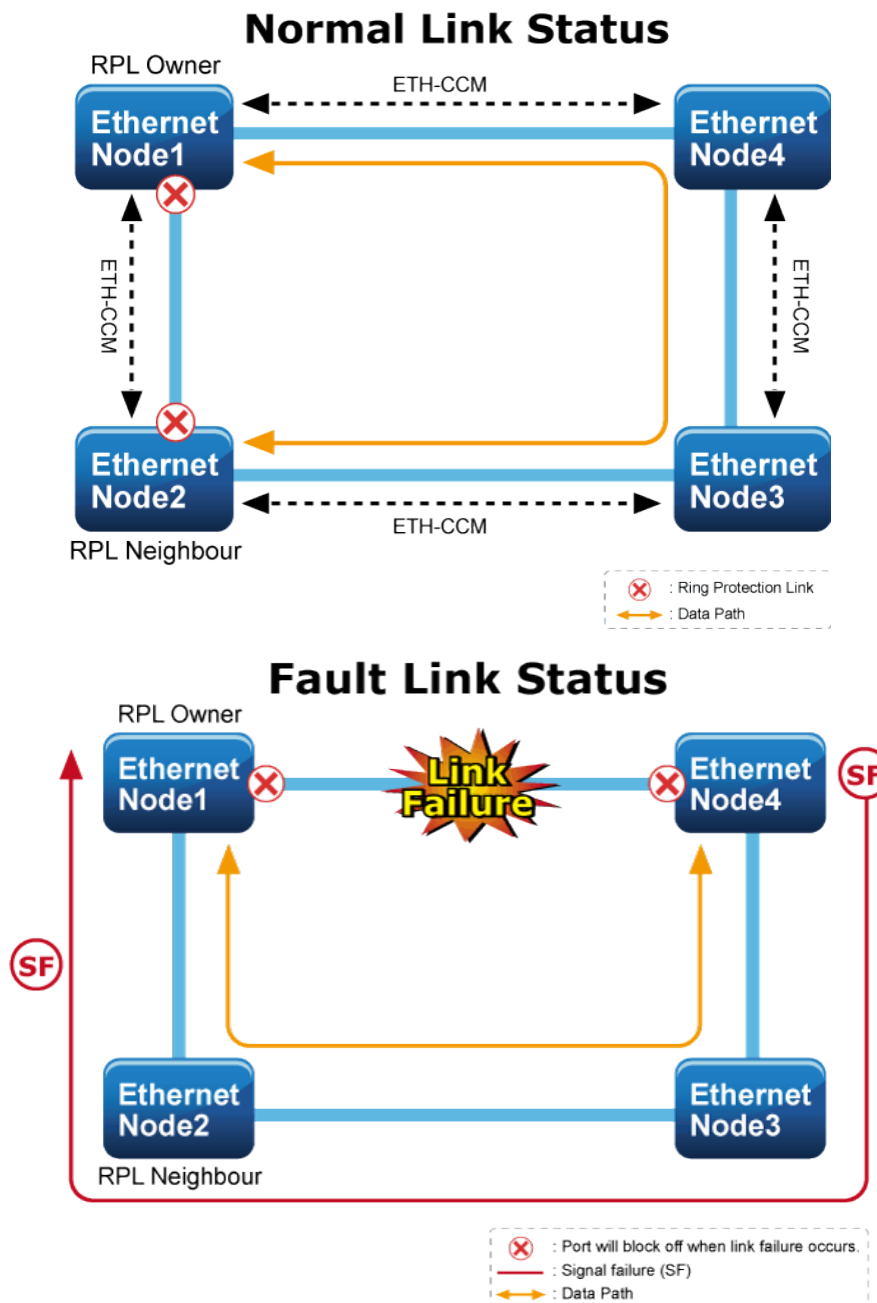 Normal Link Status
RPL Owner
ETH-CCM
Ethernet
Node1
Ethernet
Node4
ETH-CCM
ETH-CCM
Ethernet
Node2
Ethernet
Node3
ETH-CCM
RPL Neighbour
: Ring Protection Link
: Data Path
Fault Link Status
RPL Owner
Ethernet
Node1
Link
Failure
Ethernet
Node4
SF
SF
Ethernet
Node2
Ethernet
Node3
RPL Neighbour
: Port will block off when link failure occurs.
: Signal failure (SF)
: Data Path